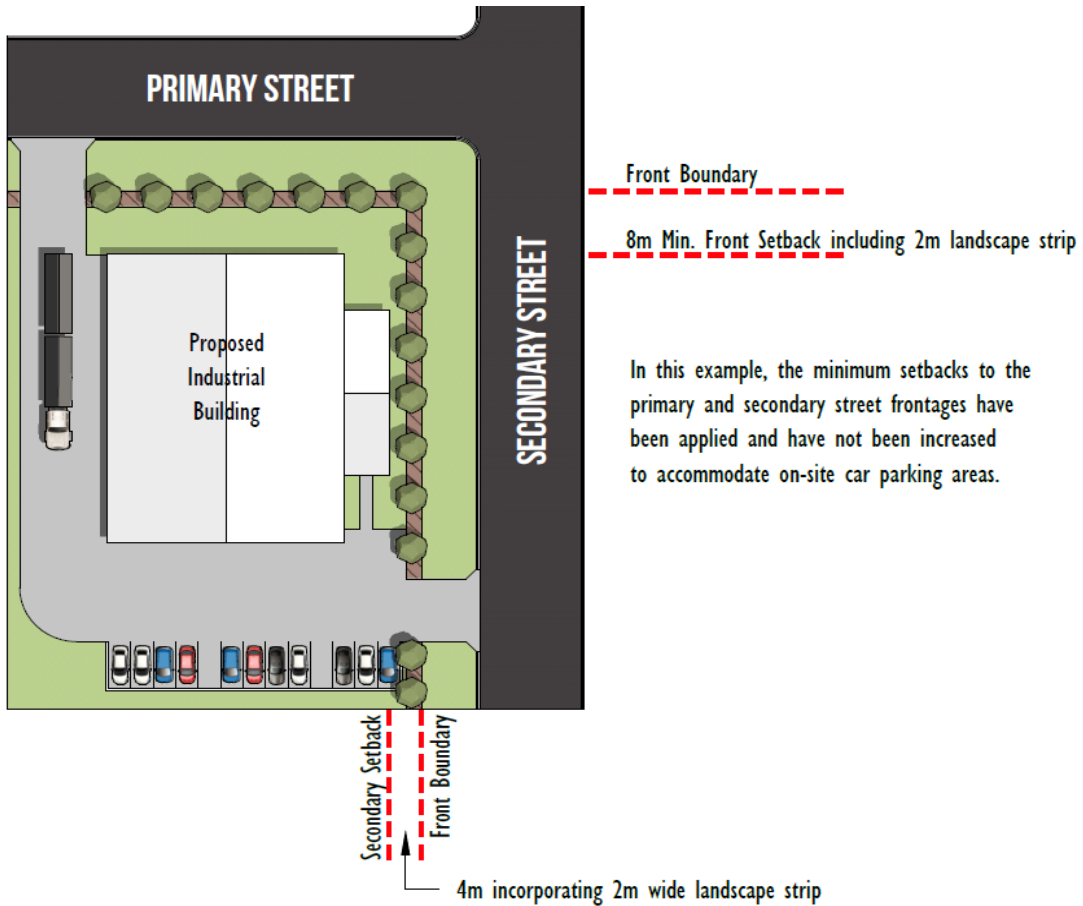 PRIMARY STREET
Front Boundary
8m Min. Front Setback including 2m landscape strip
SECONDARY STREET
Proposed
Industrial
Building
In this example, the minimum setbacks to the
primary and secondary street frontages have
been applied and have not been increased
to accommodate on-site car parking areas.
Secondary Setback
Front Boundary
4m incorporating 2m wide landscape strip